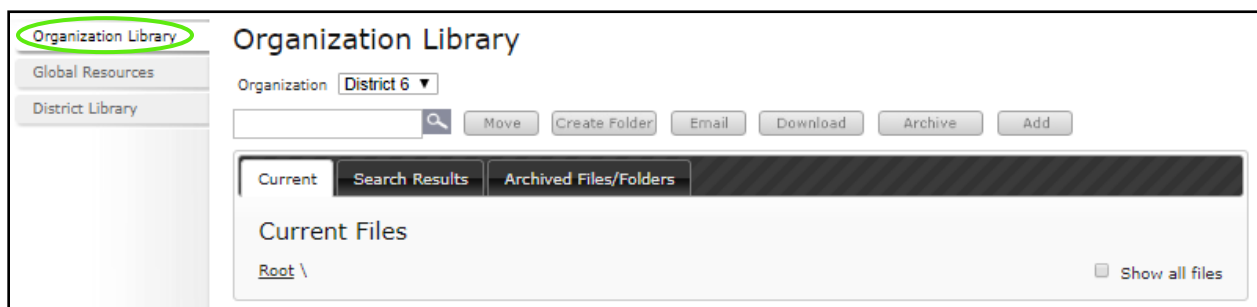 Organization Library
Global Resources
District Library
Organization Library
Organization District 6 ▼
Move Create Folder Email Download Archive Add
Current Search Results Archived Files/Folders
Current Files
Root \
Show all files